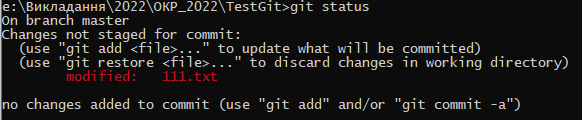 e:\Викладання\2022\ОКР_2022\TestGit>git status
On branch master
Changes not staged for commit:
  (use "git add <file>..." to update what will be committed)
  (use "git restore <file>..." to discard changes in working directory)
        modified:   111.txt

no changes added to commit (use "git add" and/or "git commit -a")